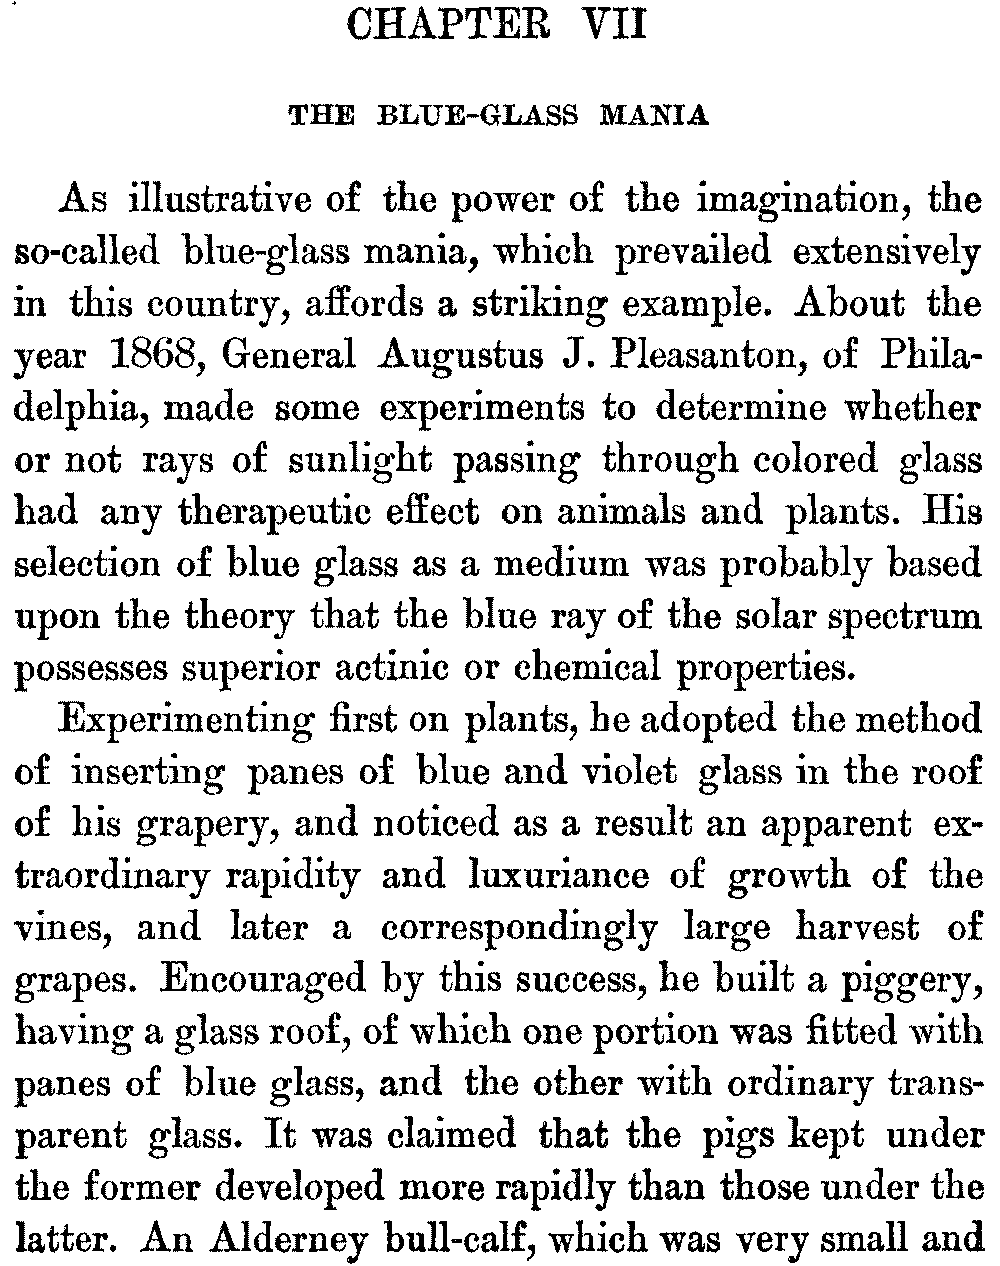 CHAPTER VII
THE BLUE-GLASS MANIA
As illustrative of the power of the imagination, the
so-called blue-glass mania, which prevailed extensively
in this country, affords a striking example. About the
year 1868, General Augustus J. Pleasanton, of Phila-
delphia, made some experiments to determine whether
or not rays of sunlight passing through colored glass
had any therapeutic effect on animals and plants. His
selection of blue glass as a medium was probably based
upon the theory that the blue ray of the solar spectrum
possesses superior actinic or chemical properties.
Experimenting first on plants, he adopted the method
of inserting panes of blue and violet glass in the roof
of his grapery, and noticed as a result an apparent ex-
traordinary rapidity and luxuriance of growth of the
vines, and later a correspondingly large harvest of
grapes. Encouraged by this success, he built a piggery,
having a glass roof, of which one portion was fitted with
panes of blue glass, and the other with ordinary trans-
parent glass. It was claimed that the pigs kept under
the former developed more rapidly than those under the
latter. An Alderney bull-calf, which was very small and